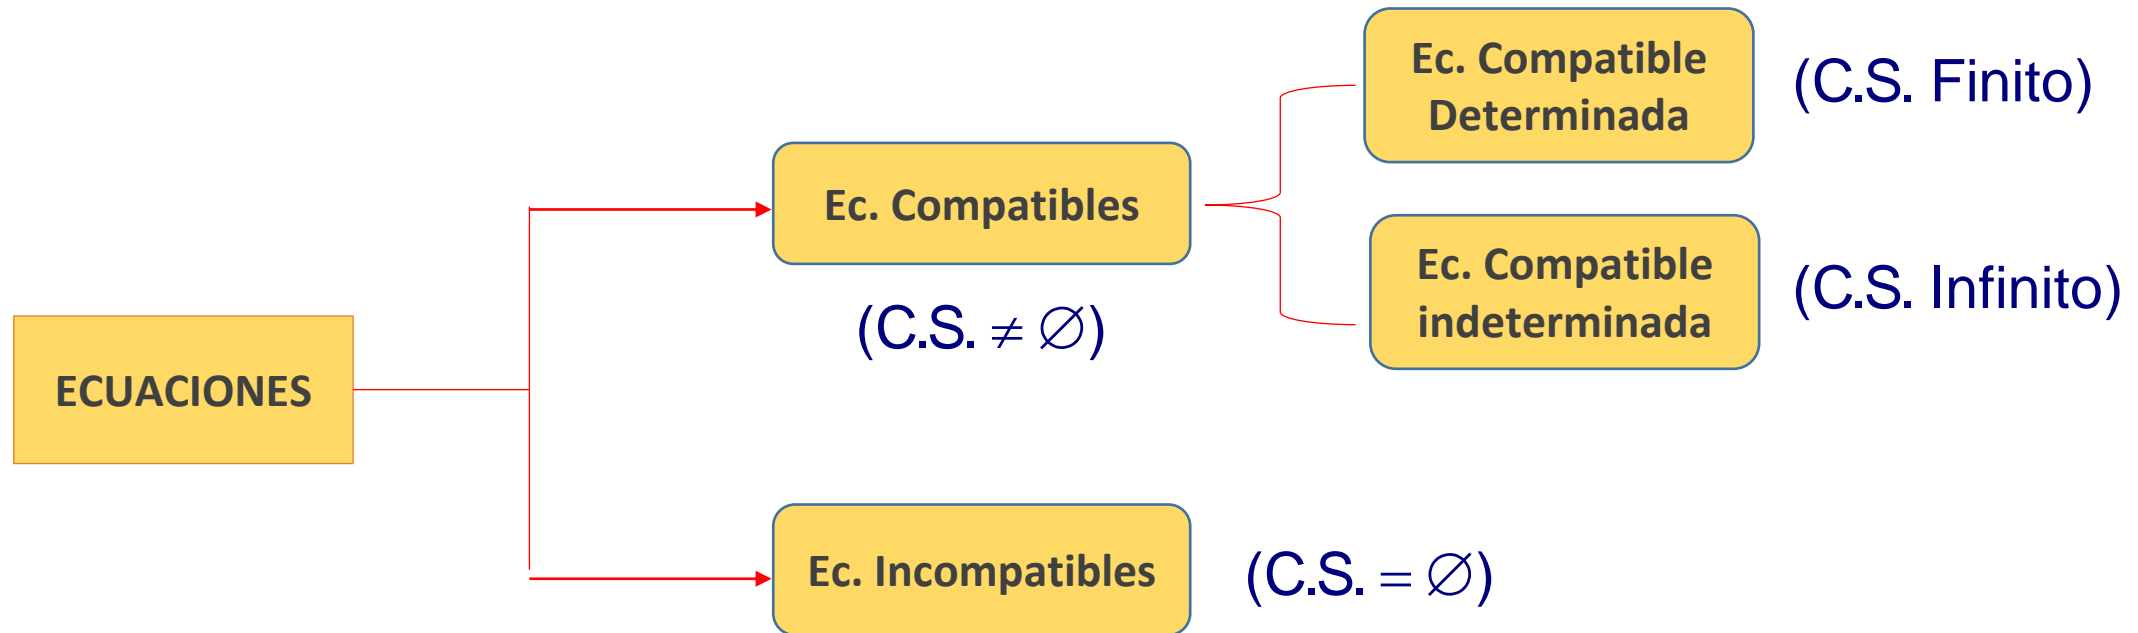 ECUACIONES
Ec. Compatibles
(C.S. ≠ ∅)
Ec. Compatible
Determinada
(C.S. Finito)
Ec. Compatible
indeterminada
(C.S. Infinito)
Ec. Incompatibles
(C.S. = ∅)